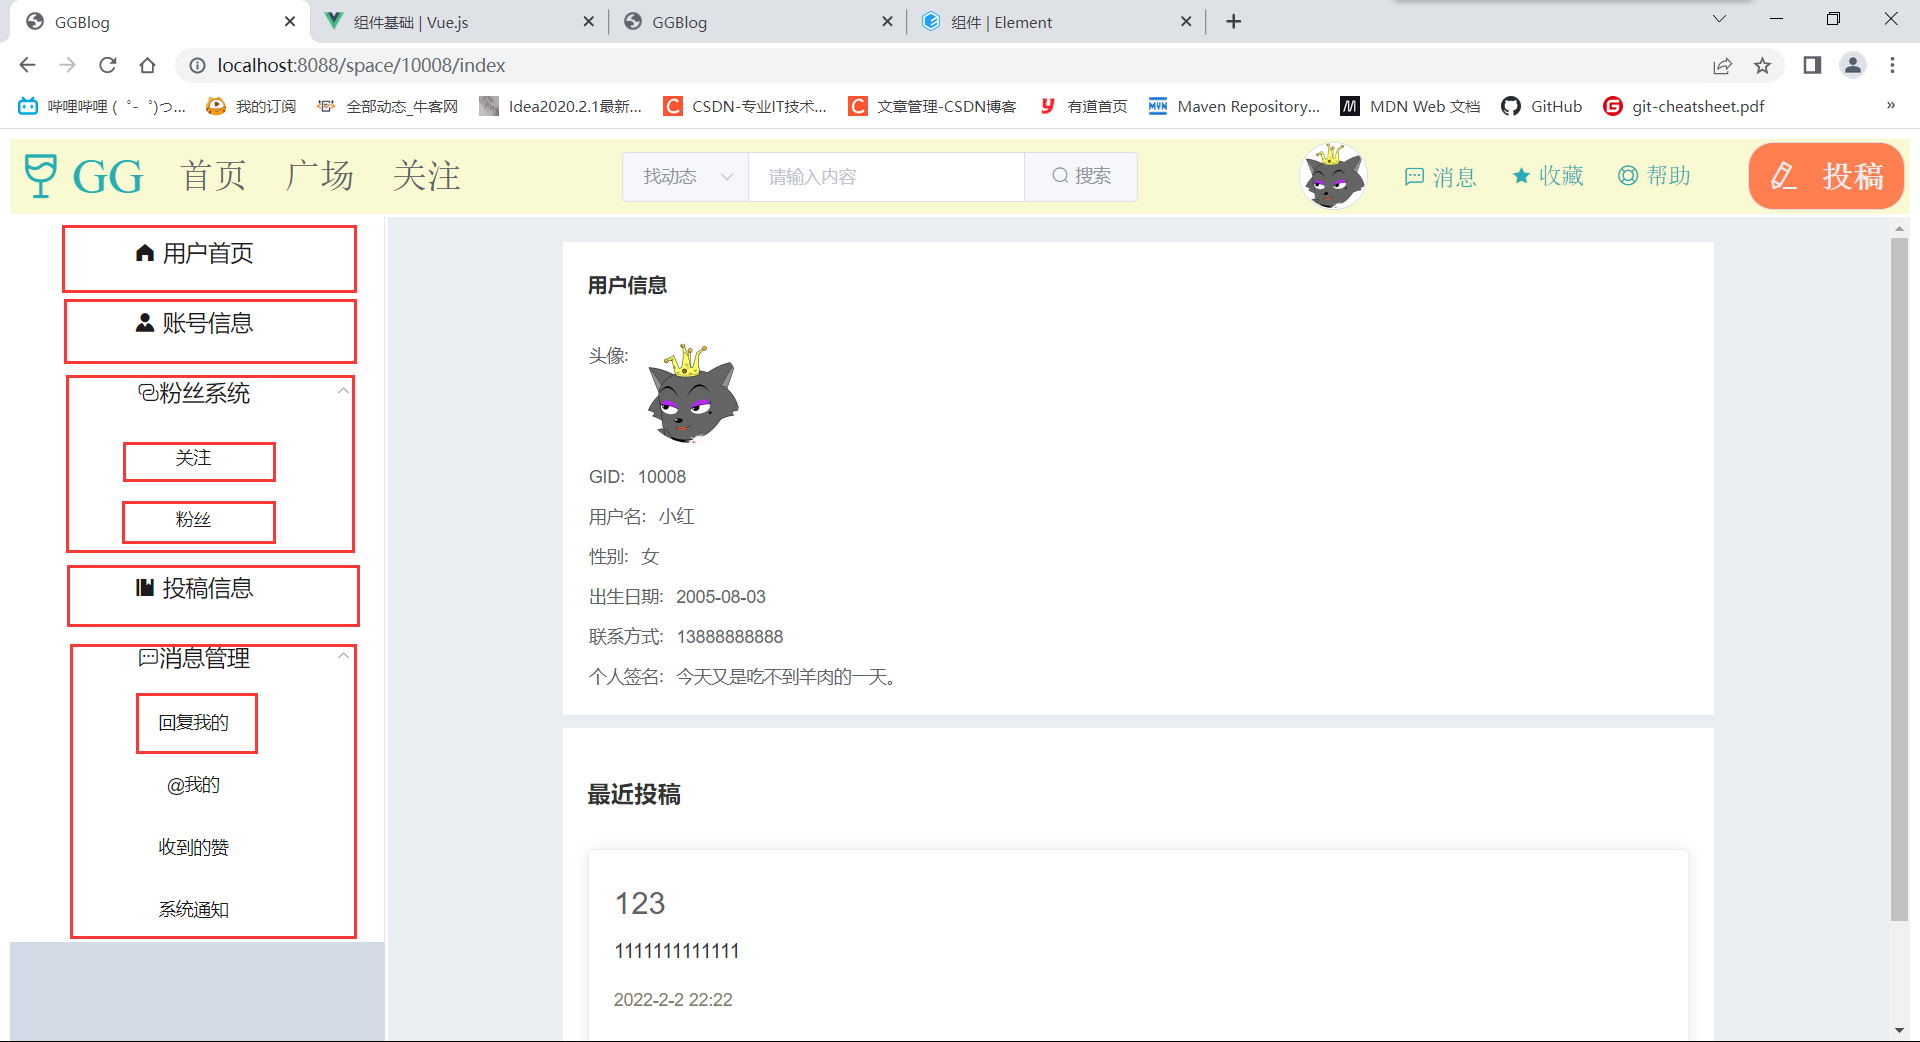 GGBlog
组件基础 | Vue.js
GGBlog
组件 | Element
localhost:8088/space/10008/index
哔哩哔哩 (゜-゜)つ...
我的订阅
全部动态_牛客网
Idea2020.2.1最新...
CSDN-专业IT技术...
文章管理-CSDN博客
有道首页
Maven Repository...
MDN Web 文档
GitHub
git-cheatsheet.pdf
»
GG 首页 广场 关注
找动态
请输入内容
搜索
消息
收藏
帮助
投稿
用户首页
账号信息
粉丝系统
关注
粉丝
投稿信息
消息管理
回复我的
@我的
收到的赞
系统通知
用户信息
头像:
GID: 10008
用户名: 小红
性别: 女
出生日期: 2005-08-03
联系方式: 13888888888
个人签名: 今天又是吃不到羊肉的一天。
最近投稿
123
1111111111111
2022-2-2 22:22